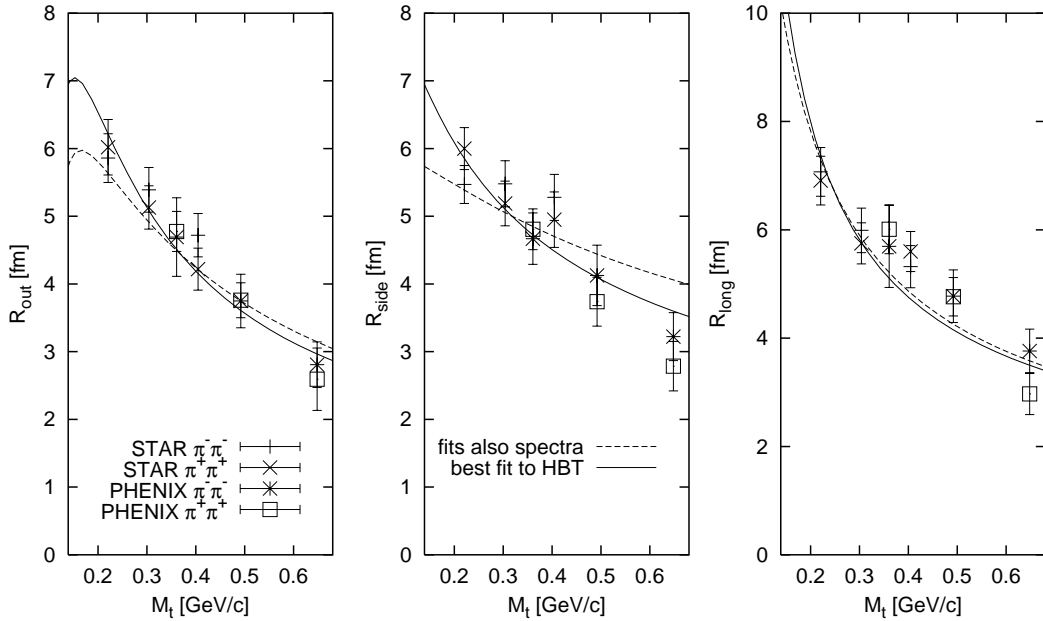 8
7
6
5
4
3
2
1
0
R_out [fm]
0.2 0.3 0.4 0.5 0.6
M_t [GeV/c]
STAR π⁻π⁻
STAR π⁺π⁺
PHENIX π⁻π⁻
PHENIX π⁺π⁺
8
7
6
5
4
3
2
1
0
R_side [fm]
0.2 0.3 0.4 0.5 0.6
M_t [GeV/c]
fits also spectra
best fit to HBT
10
8
6
4
2
0
R_long [fm]
0.2 0.3 0.4 0.5 0.6
M_t [GeV/c]